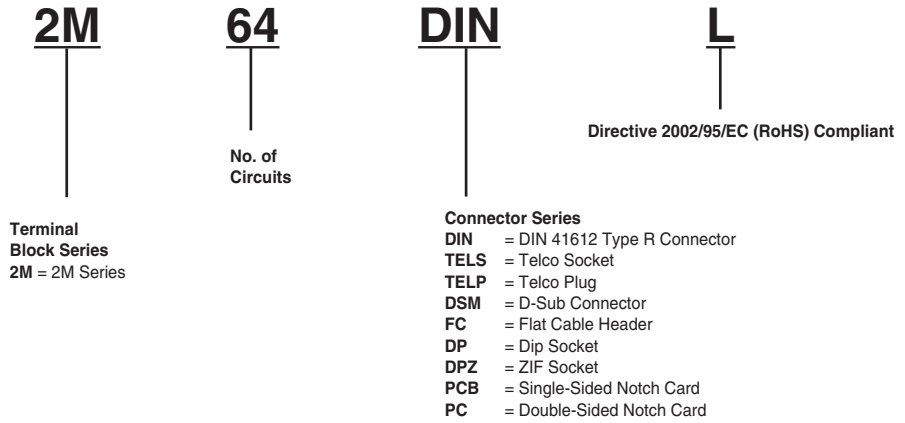 2M 64 DIN L
Directive 2002/95/EC (RoHS) Compliant
No. of
Circuits
Terminal
Block Series
2M = 2M Series
Connector Series
DIN = DIN 41612 Type R Connector
TELS = Telco Socket
TELP = Telco Plug
DSM = D-Sub Connector
FC = Flat Cable Header
DP = Dip Socket
DPZ = ZIF Socket
PCB = Single-Sided Notch Card
PC = Double-Sided Notch Card